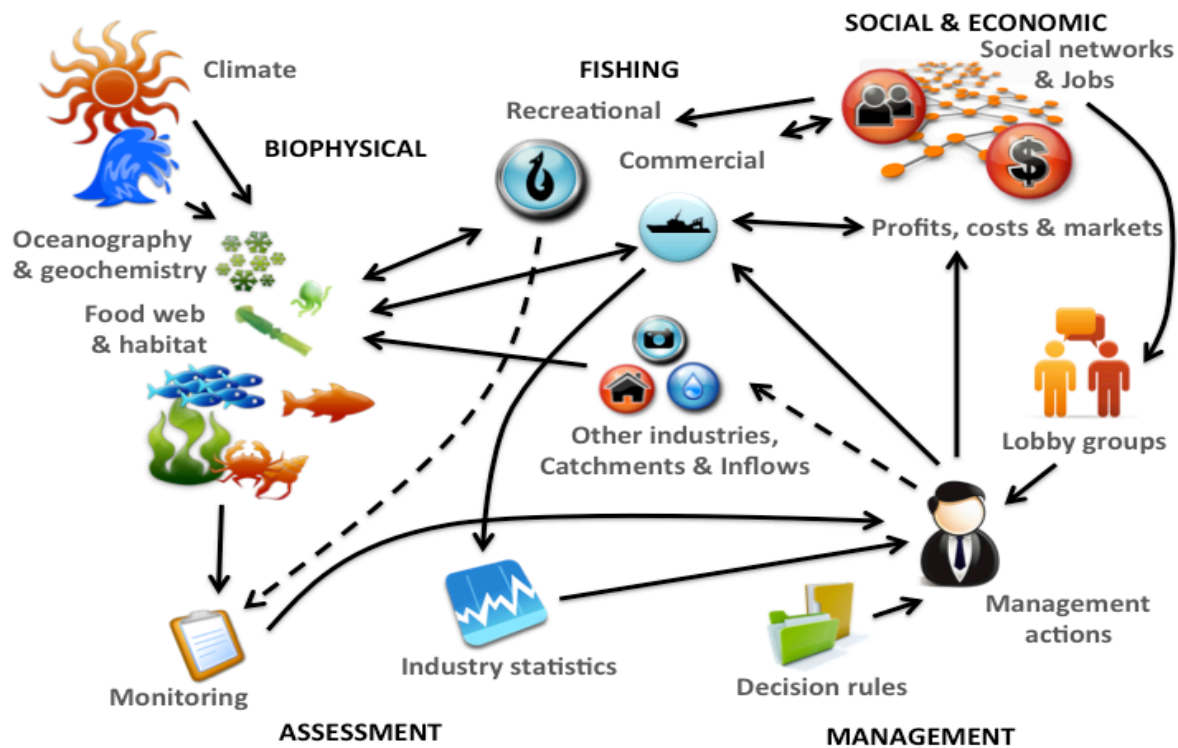 SOCIAL & ECONOMIC
Social networks
& Jobs
Climate
FISHING
Recreational
BIOPHYSICAL
Commercial
$
Oceanography
& geochemistry
Profits, costs & markets
Food web
& habitat
Other industries,
Catchments & Inflows
Lobby groups
Management
actions
Industry statistics
Decision rules
Monitoring
ASSESSMENT
MANAGEMENT